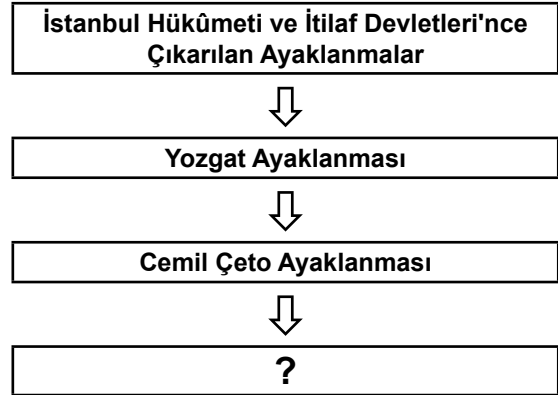 İstanbul Hükûmeti ve İtilaf Devletleri'nce
Çıkarılan Ayaklanmalar
Yozgat Ayaklanması
Cemil Çeto Ayaklanması
?